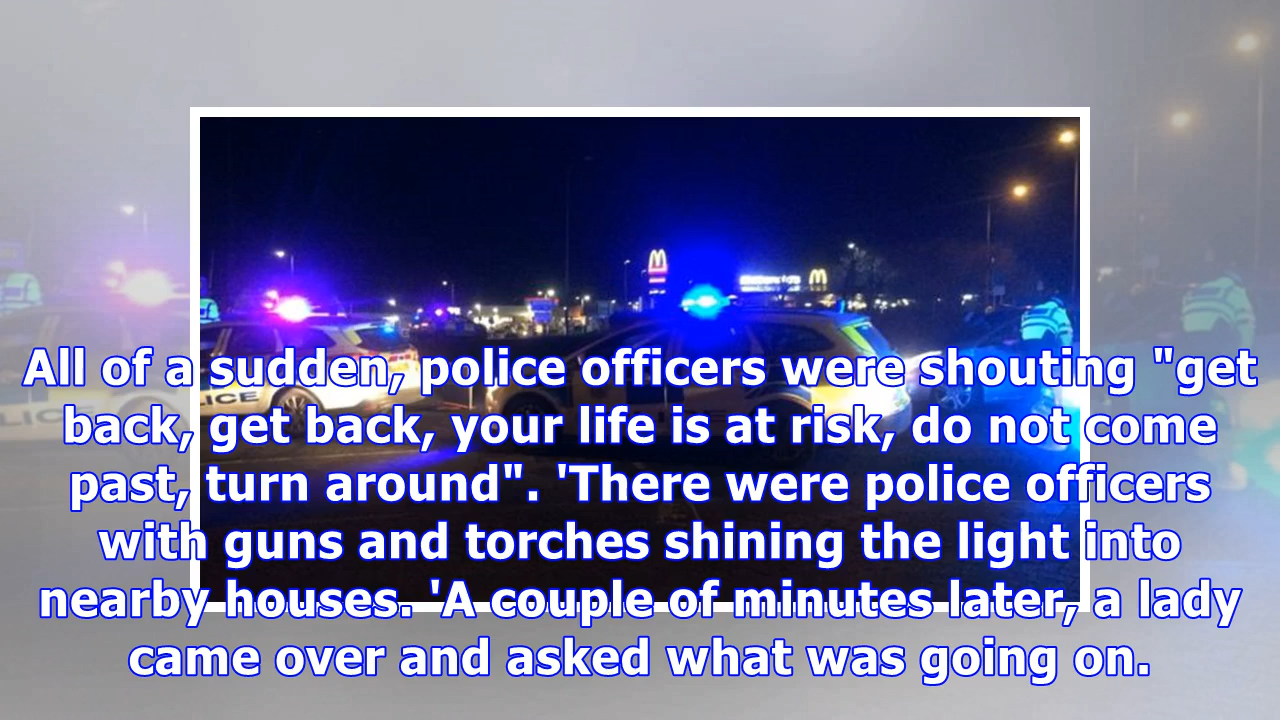 All of a sudden, police officers were shouting "get
back, get back, your life is at risk, do not come
past, turn around". 'There were police officers
with guns and torches shining the light into
nearby houses. 'A couple of minutes later, a lady
came over and asked what was going on.
LICE
LICE